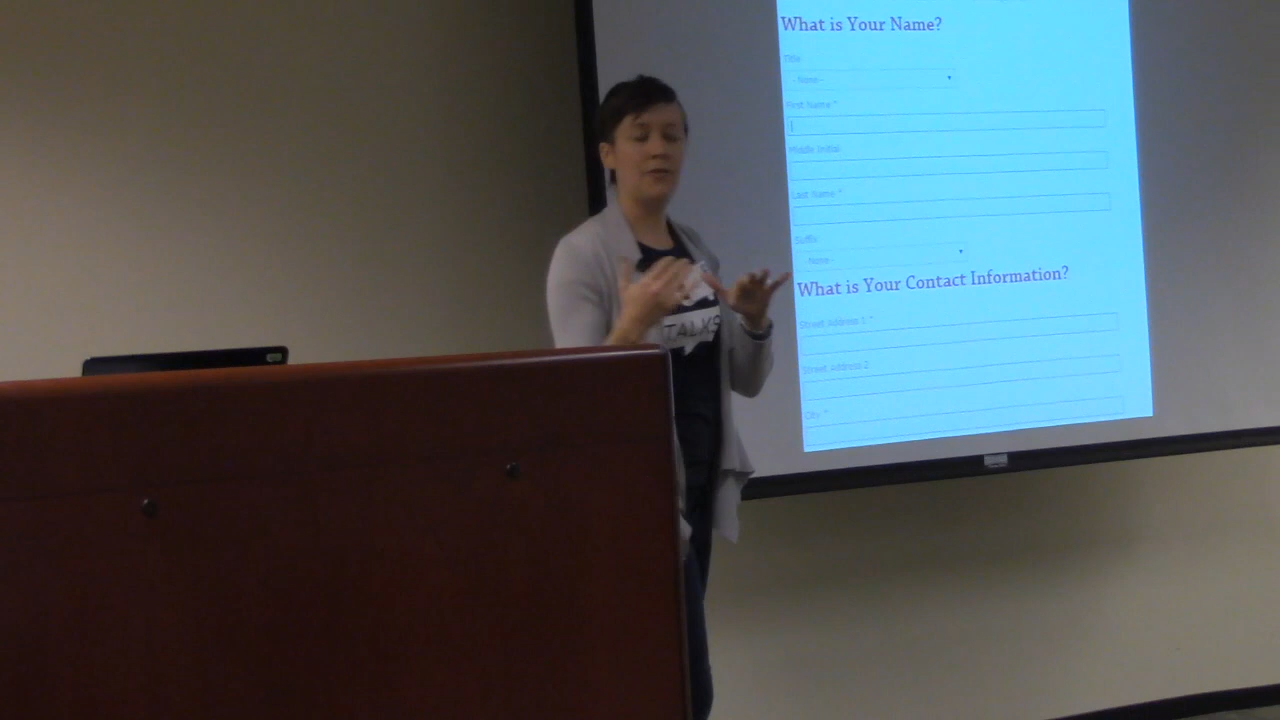 What is Your Name?
Title
- None -
First Name *
Middle Initial
Last Name *
Suffix
- None -
What is Your Contact Information?
Street Address 1 *
Street Address 2
City *
TALKS